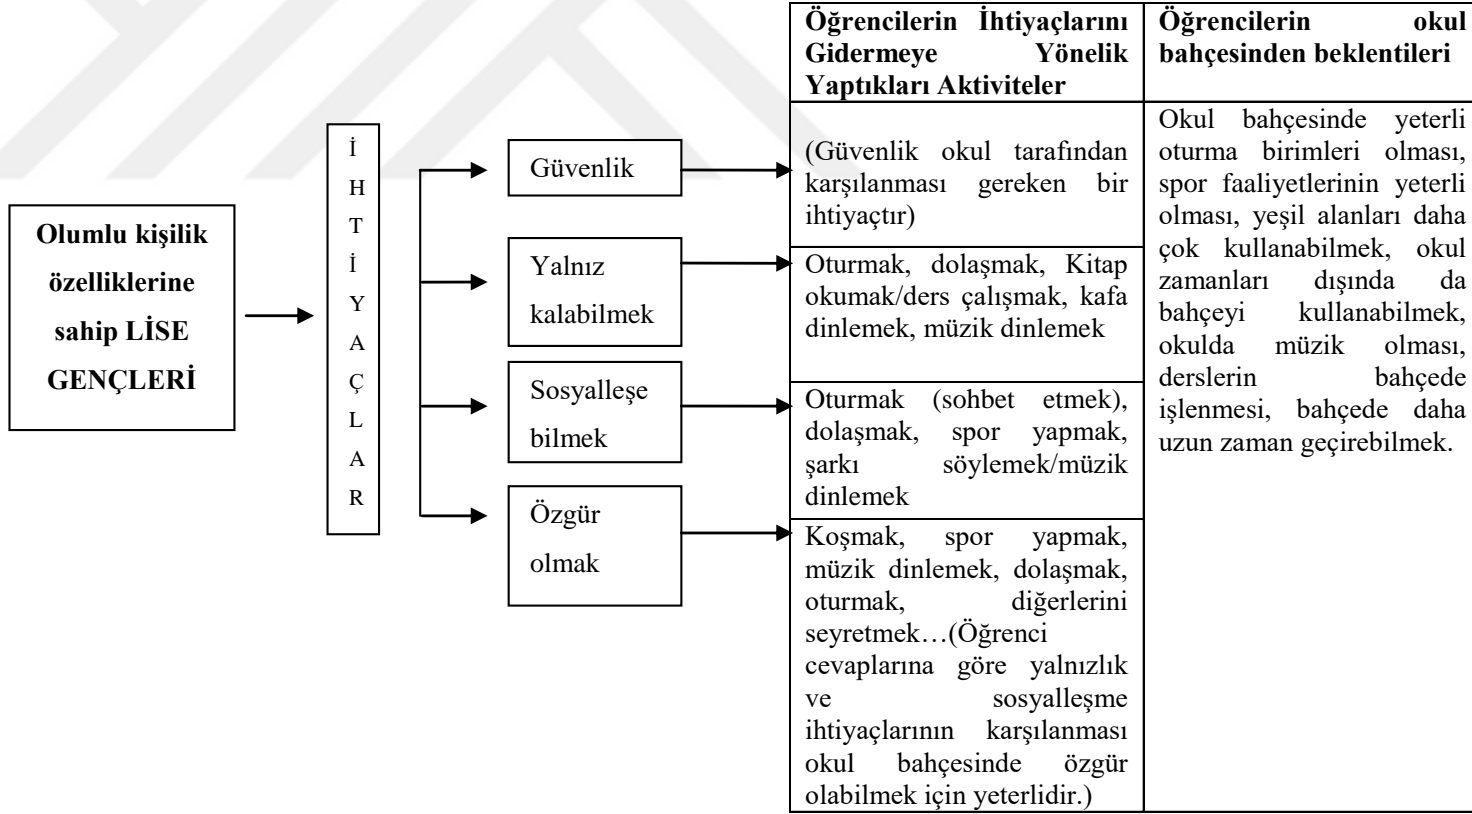 Olumlu kişilik
özelliklerine
sahip LİSE
GENÇLERİ
İ
H
T
İ
Y
A
Ç
L
A
R
Güvenlik
Yalnız
kalabilmek
Sosyalleşe
bilmek
Özgür
olmak
Öğrencilerin İhtiyaçlarını
Gidermeye Yönelik
Yaptıkları Aktiviteler
(Güvenlik okul tarafından
karşılanması gereken bir
ihtiyaçtır)
Oturmak, dolaşmak, Kitap
okumak/ders çalışmak, kafa
dinlemek, müzik dinlemek
Oturmak (sohbet etmek),
dolaşmak, spor yapmak,
şarkı söylemek/müzik
dinlemek
Koşmak, spor yapmak,
müzik dinlemek, dolaşmak,
oturmak, diğerlerini
seyretmek…(Öğrenci
cevaplarına göre yalnızlık
ve sosyalleşme
ihtiyaçlarının karşılanması
okul bahçesinde özgür
olabilmek için yeterlidir.)
Öğrencilerin okul
bahçesinden beklentileri
Okul bahçesinde yeterli
oturma birimleri olması,
spor faaliyetlerinin yeterli
olması, yeşil alanları daha
çok kullanabilmek, okul
zamanları dışında da
bahçeyi kullanabilmek,
okulda müzik olması,
derslerin bahçede
işlenmesi, bahçede daha
uzun zaman geçirebilmek.